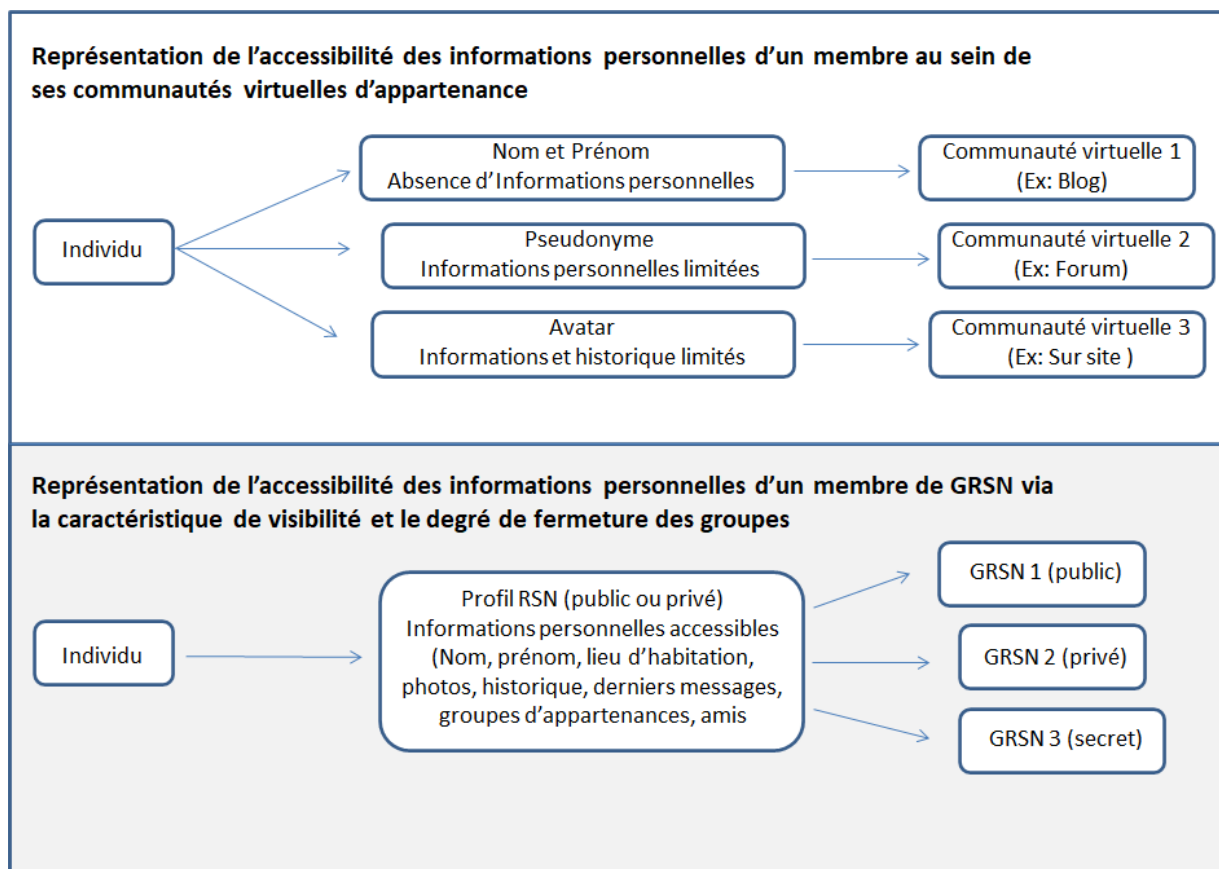 Représentation de l'accessibilité des informations personnelles d'un membre au sein de
ses communautés virtuelles d'appartenance
Individu
Nom et Prénom
Absence d'Informations personnelles
Communauté virtuelle 1
(Ex: Blog)
Pseudonyme
Informations personnelles limitées
Communauté virtuelle 2
(Ex: Forum)
Avatar
Informations et historique limités
Communauté virtuelle 3
(Ex: Sur site )
Représentation de l'accessibilité des informations personnelles d'un membre de GRSN via
la caractéristique de visibilité et le degré de fermeture des groupes
Individu
Profil RSN (public ou privé)
Informations personnelles accessibles
(Nom, prénom, lieu d'habitation,
photos, historique, derniers messages,
groupes d'appartenances, amis
GRSN 1 (public)
GRSN 2 (privé)
GRSN 3 (secret)